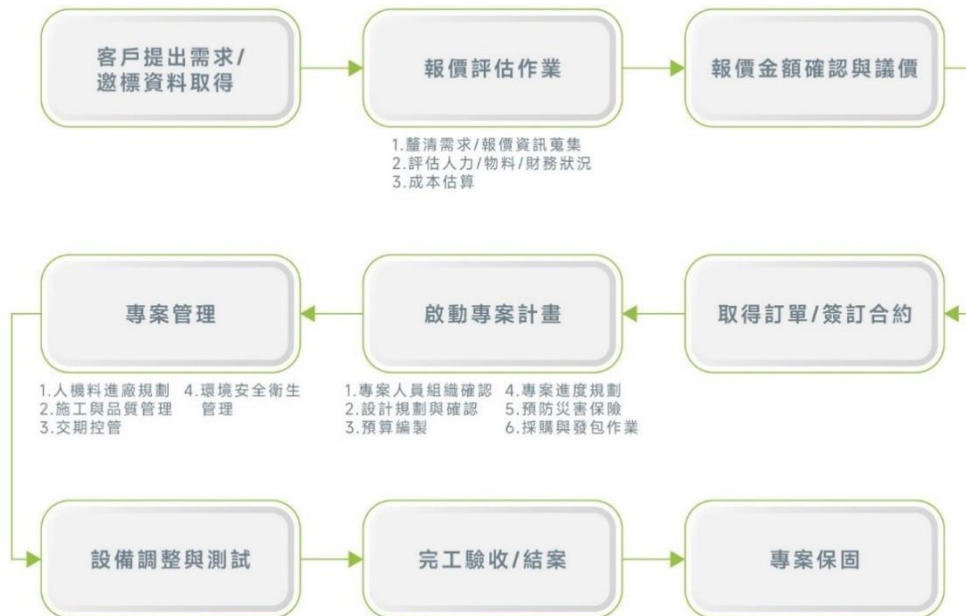 客戶提出需求/
邀標資料取得
報價評估作業
1.釐清需求/報價資訊蒐集
2.評估人力/物料/財務狀況
3.成本估算
報價金額確認與議價
取得訂單/簽訂合約
啟動專案計畫
1.專案人員組織確認
2.設計規劃與確認
3.預算編製
4.專案進度規劃
5.預防災害保險
6.採購與發包作業
專案管理
1.人機料進廠規劃
2.施工與品質管理
3.交期控管
4.環境安全衛生
管理
設備調整與測試
完工驗收/結案
專案保固